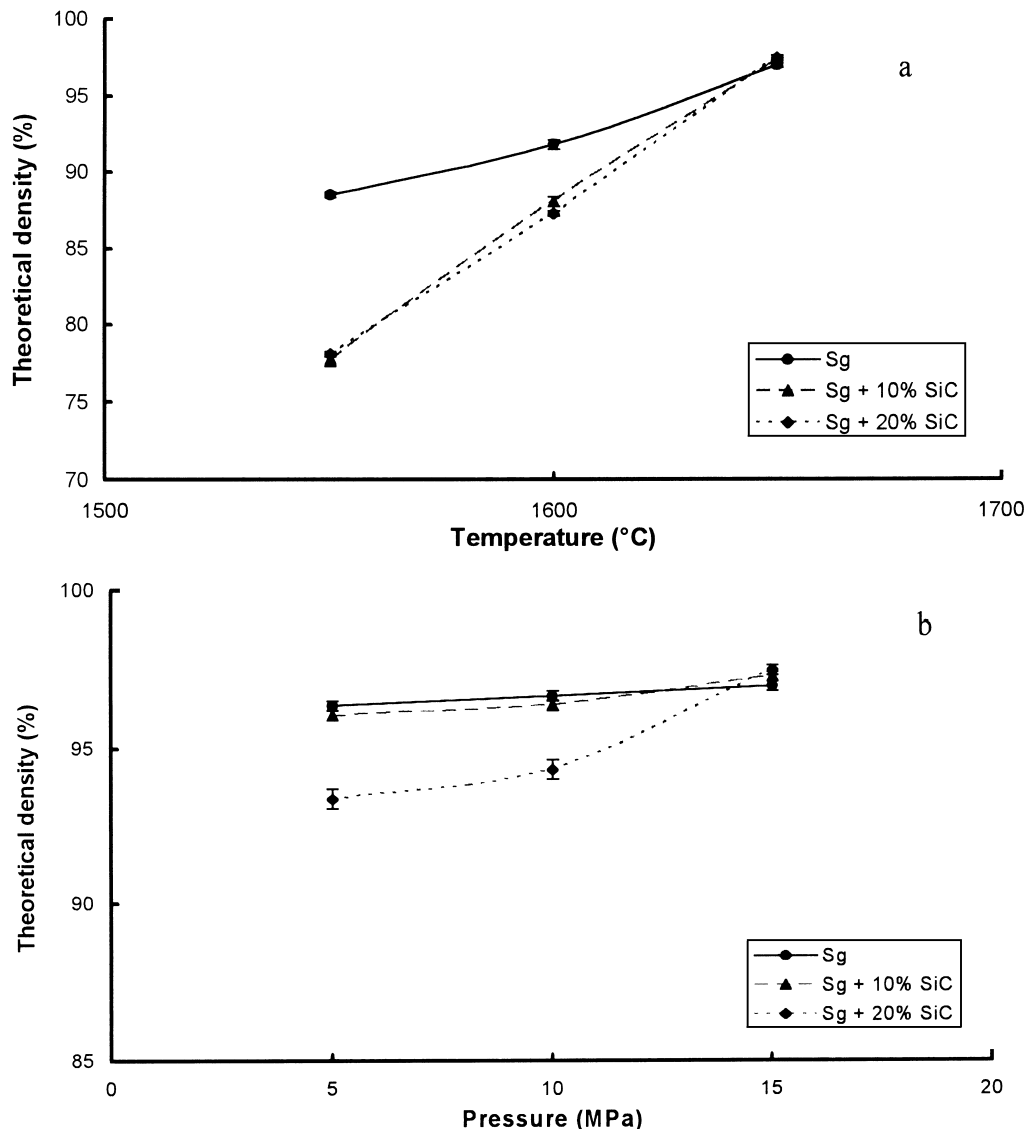 a
100
95
90
85
80
75
70
Theoretical density (%)
Sg
Sg + 10% SiC
Sg + 20% SiC
1500
1600
1700
Temperature (°C)
b
100
95
90
85
Theoretical density (%)
Sg
Sg + 10% SiC
Sg + 20% SiC
0
5
10
15
20
Pressure (MPa)